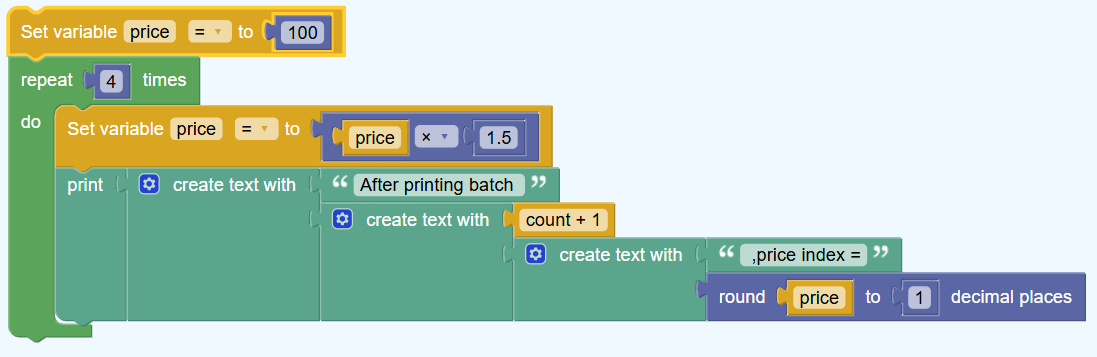 Set variable price = to 100
repeat 4 times
do
Set variable price = to price × 1.5
print create text with “ After printing batch ”
create text with count + 1
create text with “ ,price index = ”
round price to 1 decimal places